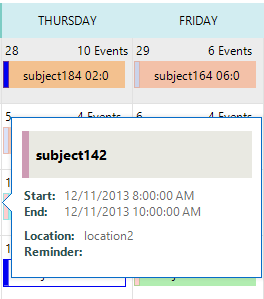 THURSDAY FRIDAY
28 10 Events 29 6 Events
subject184 02:0 subject164 06:0
5 4 Events 6 4 Events
subject142
Start: 12/11/2013 8:00:00 AM
End: 12/11/2013 10:00:00 AM
Location: location2
Reminder: